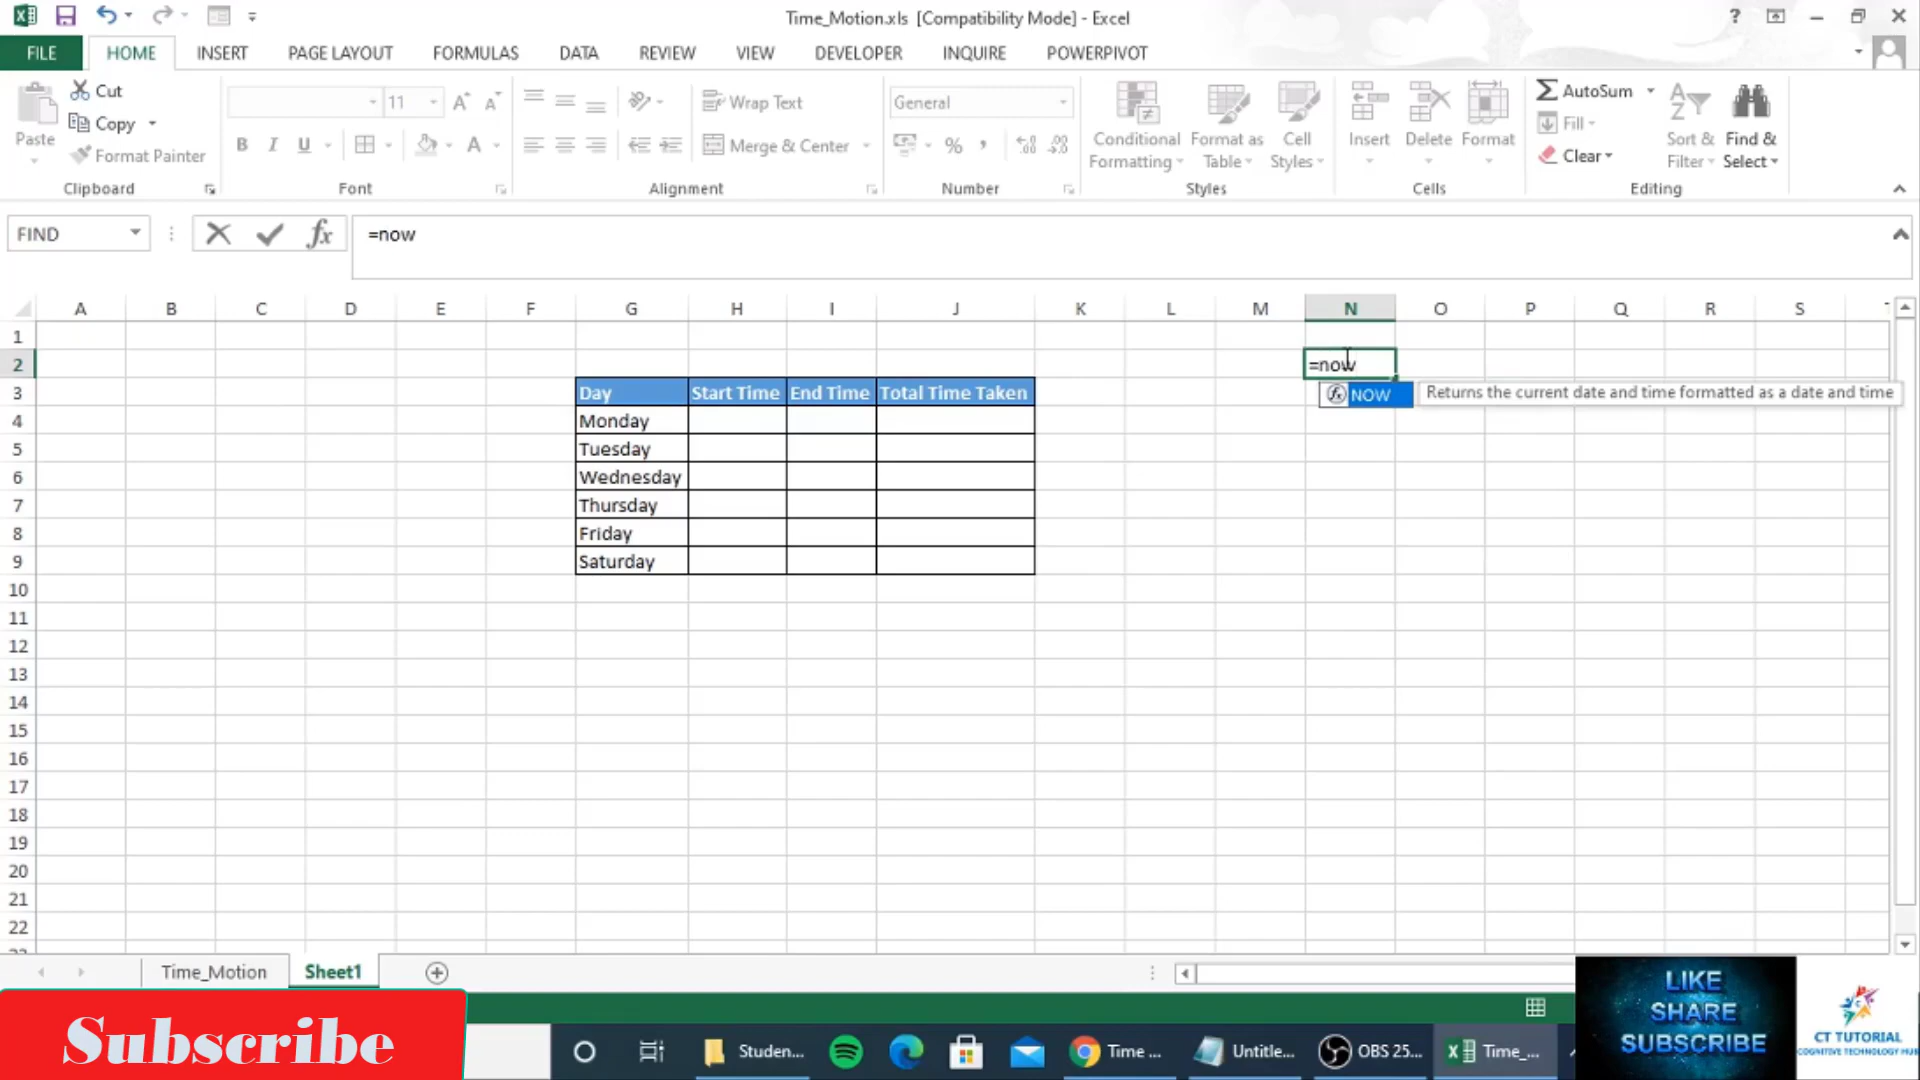 Time_Motion.xls [Compatibility Mode] - Excel
?
FILE HOME INSERT PAGE LAYOUT FORMULAS DATA REVIEW VIEW DEVELOPER INQUIRE POWERPIVOT
Paste
Cut
Copy
Format Painter
Clipboard
11
B I U
Font
Wrap Text
Merge & Center
Alignment
General
%
Number
Conditional Formatting
Format as Table
Cell Styles
Styles
Insert
Delete
Format
Cells
AutoSum
Fill
Clear
Sort & Filter
Find & Select
Editing
FIND
fx
=now
A B C D E F G H I J K L M N O P Q R S
1
2 =now
NOW
Returns the current date and time formatted as a date and time
3 Day Start Time End Time Total Time Taken
4 Monday
5 Tuesday
6 Wednesday
7 Thursday
8 Friday
9 Saturday
10
11
12
13
14
15
16
17
18
19
20
21
22
Time_Motion Sheet1
Subscribe
Studen...
Time ...
Untitle...
OBS 25...
Time_...
LIKE
SHARE
SUBSCRIBE
CT TUTORIAL
COGNITIVE TECHNOLOGY HUB